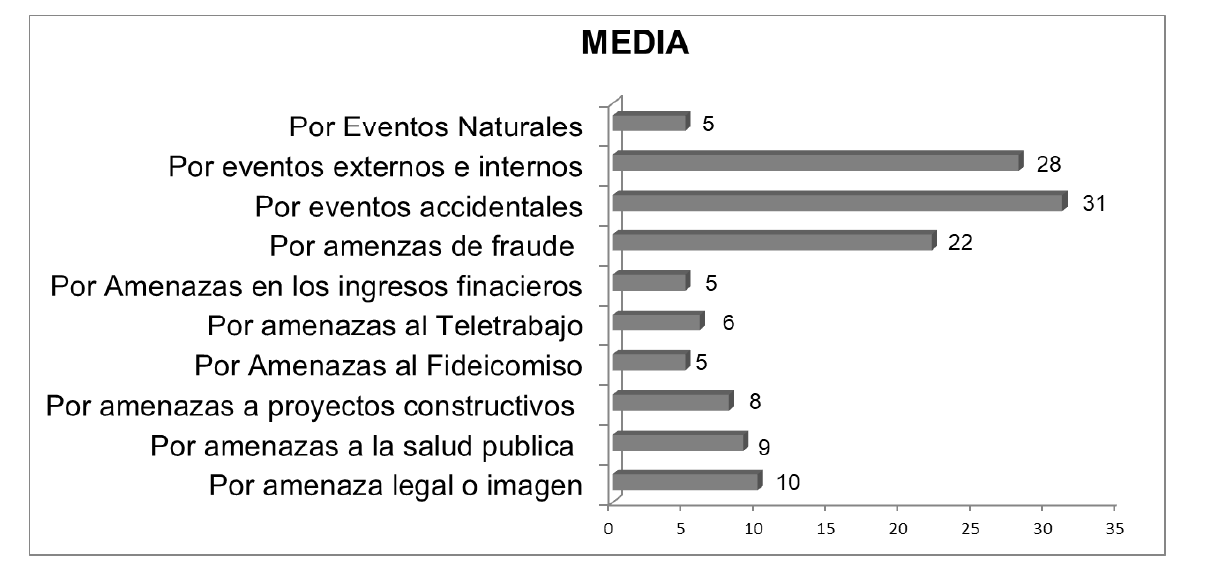 MEDIA
Por Eventos Naturales 5
Por eventos externos e internos 28
Por eventos accidentales 31
Por amenzas de fraude 22
Por Amenazas en los ingresos finacieros 5
Por amenazas al Teletrabajo 6
Por Amenazas al Fideicomiso 5
Por amenazas a proyectos constructivos 8
Por amenazas a la salud publica 9
Por amenaza legal o imagen 10
0 5 10 15 20 25 30 35